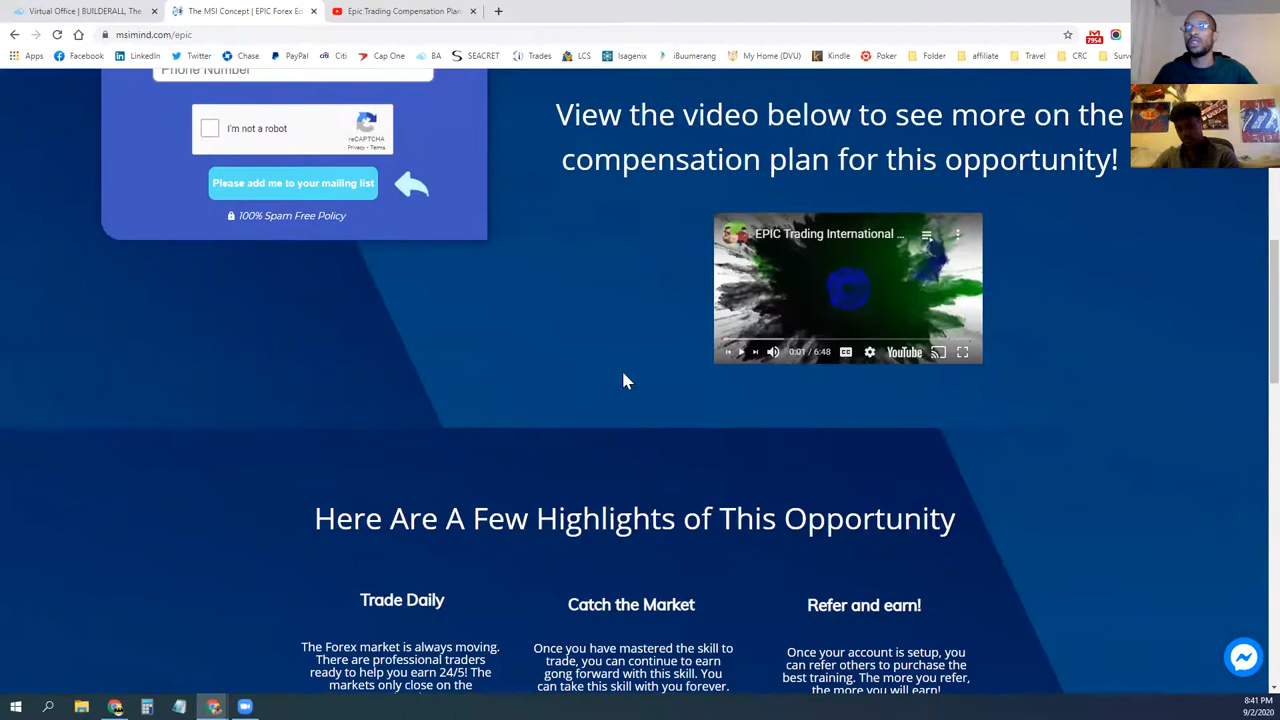 Virtual Office | BUILDERALL, The
The MSI Concept | EPIC Forex Ed
Epic Trading Compensation Plan
msimind.com/epic
7954
Apps
Facebook
LinkedIn
Twitter
Chase
PayPal
Citi
Cap One
BA
SEACRET
Trades
LCS
Isagenix
iBuumerang
My Home (DVU)
Kindle
Poker
Folder
affiliate
Travel
CRC
Surve
Phone Number
I'm not a robot
reCAPTCHA
Privacy - Terms
Please add me to your mailing list
100% Spam Free Policy
View the video below to see more on the
compensation plan for this opportunity!
EPIC Trading International ...
0:01 / 6:48
YouTube
Here Are A Few Highlights of This Opportunity
Trade Daily
The Forex market is always moving.
There are professional traders
ready to help you earn 24/5! The
markets only close on the
Catch the Market
Once you have mastered the skill to
trade, you can continue to earn
gong forward with this skill. You
can take this skill with you forever.
Refer and earn!
Once your account is setup, you
can refer others to purchase the
best training. The more you refer,
the more you will earn!
8:41 PM
9/2/2020